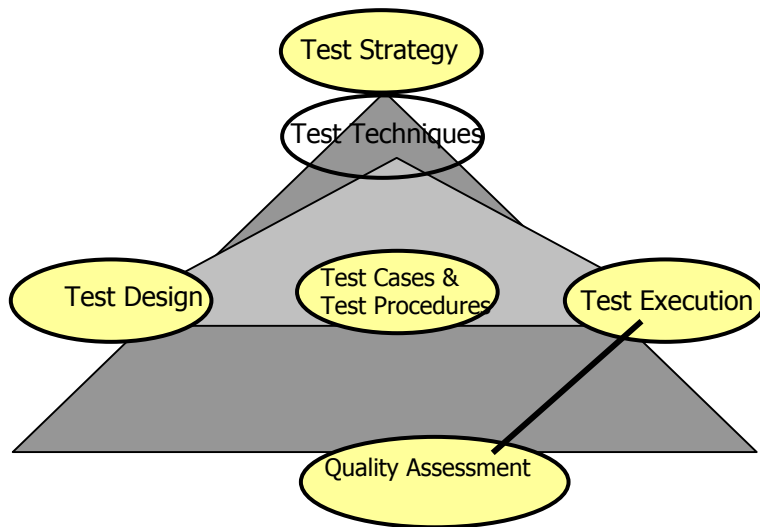 Test Strategy
Test Techniques
Test Design
Test Cases &
Test Procedures
Test Execution
Quality Assessment